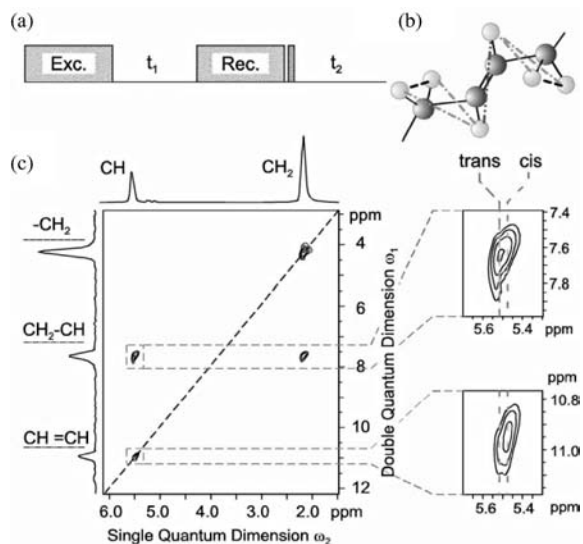 (a)
Exc.
t1
Rec.
t2
(b)
(c)
CH
CH2
-CH2
CH2-CH
CH =CH
ppm
4
6
8
10
12
6.0 5.0 4.0 3.0 2.0 ppm
Single Quantum Dimension ω2
Double Quantum Dimension ω1
trans cis
7.4
7.6
7.8
ppm
5.6 5.4
ppm
ppm
10.8
11.0
5.6 5.4
ppm